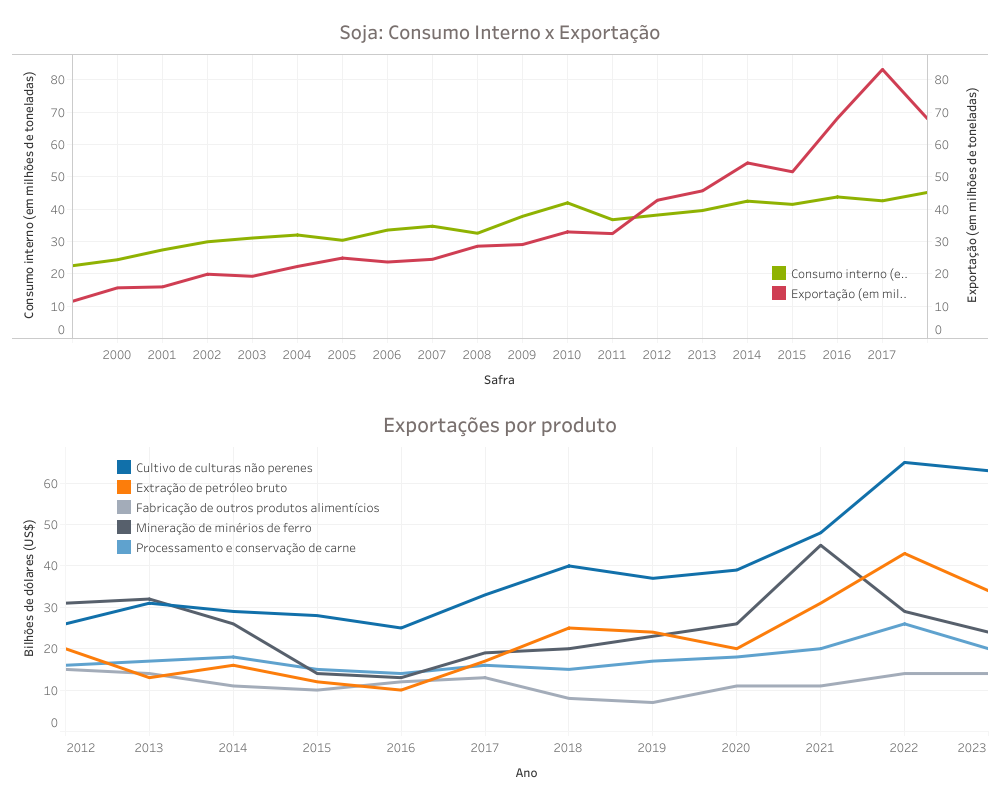 Soja: Consumo Interno x Exportação
Consumo interno (em milhões de toneladas)
80
70
60
50
40
30
20
10
0
80
70
60
50
40
30
20
10
0
Exportação (em milhões de toneladas)
Consumo interno (e..
Exportação (em mil..
2000 2001 2002 2003 2004 2005 2006 2007 2008 2009 2010 2011 2012 2013 2014 2015 2016 2017
Safra
Exportações por produto
Bilhões de dólares (US$)
60
50
40
30
20
10
0
Cultivo de culturas não perenes
Extração de petróleo bruto
Fabricação de outros produtos alimentícios
Mineração de minérios de ferro
Processamento e conservação de carne
2012 2013 2014 2015 2016 2017 2018 2019 2020 2021 2022 2023
Ano